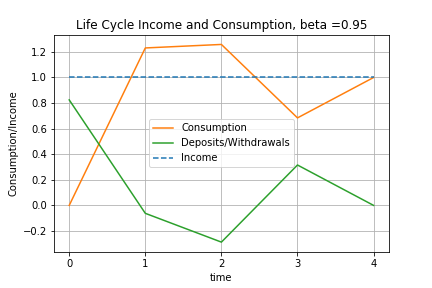 Life Cycle Income and Consumption, beta =0.95
Consumption/Income
1.2
1.0
0.8
0.6
0.4
0.2
0.0
−0.2
Consumption
Deposits/Withdrawals
Income
0 1 2 3 4
time